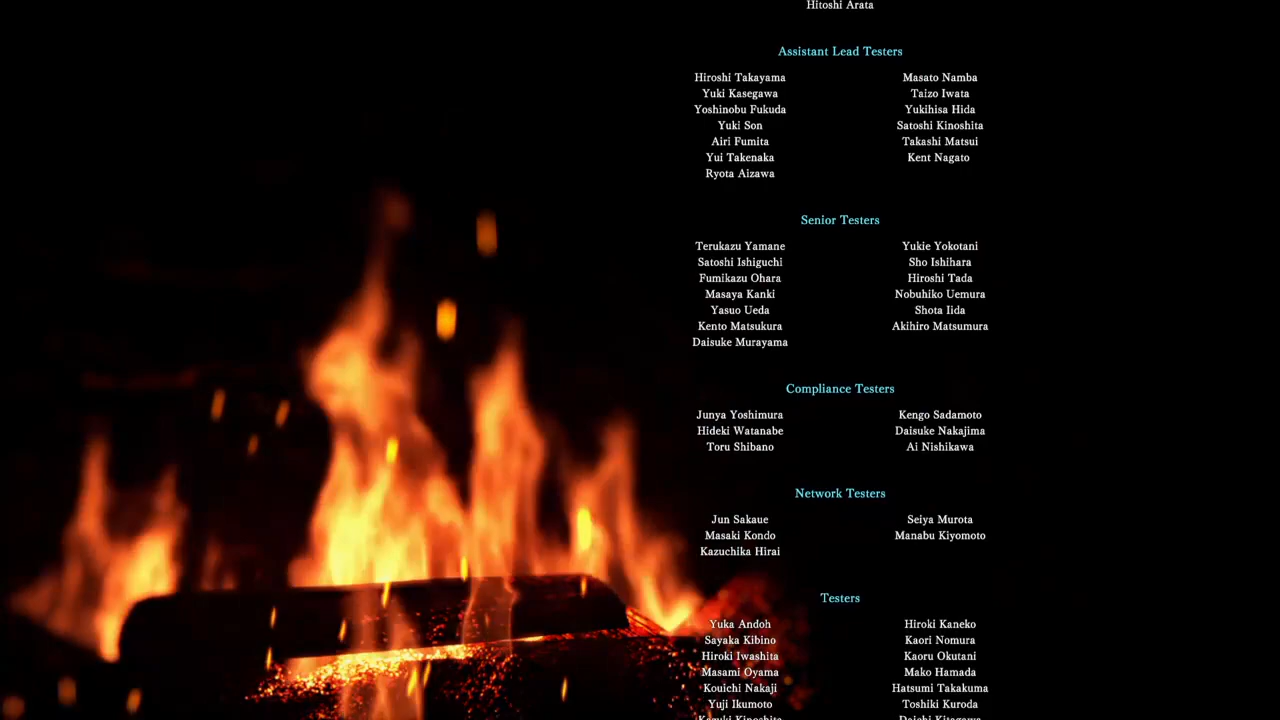 Hitoshi Arata
Assistant Lead Testers
Hiroshi Takayama Masato Namba
Yuki Kasegawa Taizo Iwata
Yoshinobu Fukuda Yukihisa Hida
Yuki Son Satoshi Kinoshita
Airi Fumita Takashi Matsui
Yui Takenaka Kent Nagato
Ryota Aizawa
Senior Testers
Terukazu Yamane Yukie Yokotani
Satoshi Ishiguchi Sho Ishihara
Fumikazu Ohara Hiroshi Tada
Masaya Kanki Nobuhiko Uemura
Yasuo Ueda Shota Iida
Kento Matsukura Akihiro Matsumura
Daisuke Murayama
Compliance Testers
Junya Yoshimura Kengo Sadamoto
Hideki Watanabe Daisuke Nakajima
Toru Shibano Ai Nishikawa
Network Testers
Jun Sakaue Seiya Murota
Masaki Kondo Manabu Kiyomoto
Kazuchika Hirai
Testers
Yuka Andoh Hiroki Kaneko
Sayaka Kibino Kaori Nomura
Hiroki Iwashita Kaoru Okutani
Masami Oyama Mako Hamada
Kouichi Nakaji Hatsumi Takakuma
Yuji Ikumoto Toshiki Kuroda
Kazuki Kinoshita Daichi Kitagawa